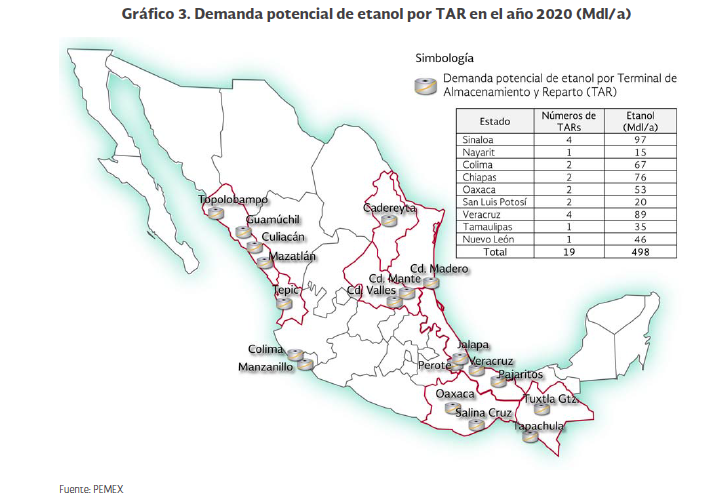 Gráfico 3. Demanda potencial de etanol por TAR en el año 2020 (Mdl/a)
Simbología
Demanda potencial de etanol por Terminal de
Almacenamiento y Reparto (TAR)
Estado Números de TARs Etanol (Mdl/a)
Sinaloa 4 97
Nayarit 1 15
Colima 2 67
Chiapas 2 76
Oaxaca 2 53
San Luis Potosí 2 20
Veracruz 4 89
Tamaulipas 1 35
Nuevo León 1 46
Total 19 498
Topolobampo
Cadereyta
Guamúchil
Culiacán
Mazatlán
Cd. Madero
Cd. Mante
Cd. Valles
Tepic
Jalapa
Colima
Veracruz
Perote
Manzanillo
Pajaritos
Oaxaca
Tuxtla Gtz.
Salina Cruz
Tapachula
Fuente: PEMEX